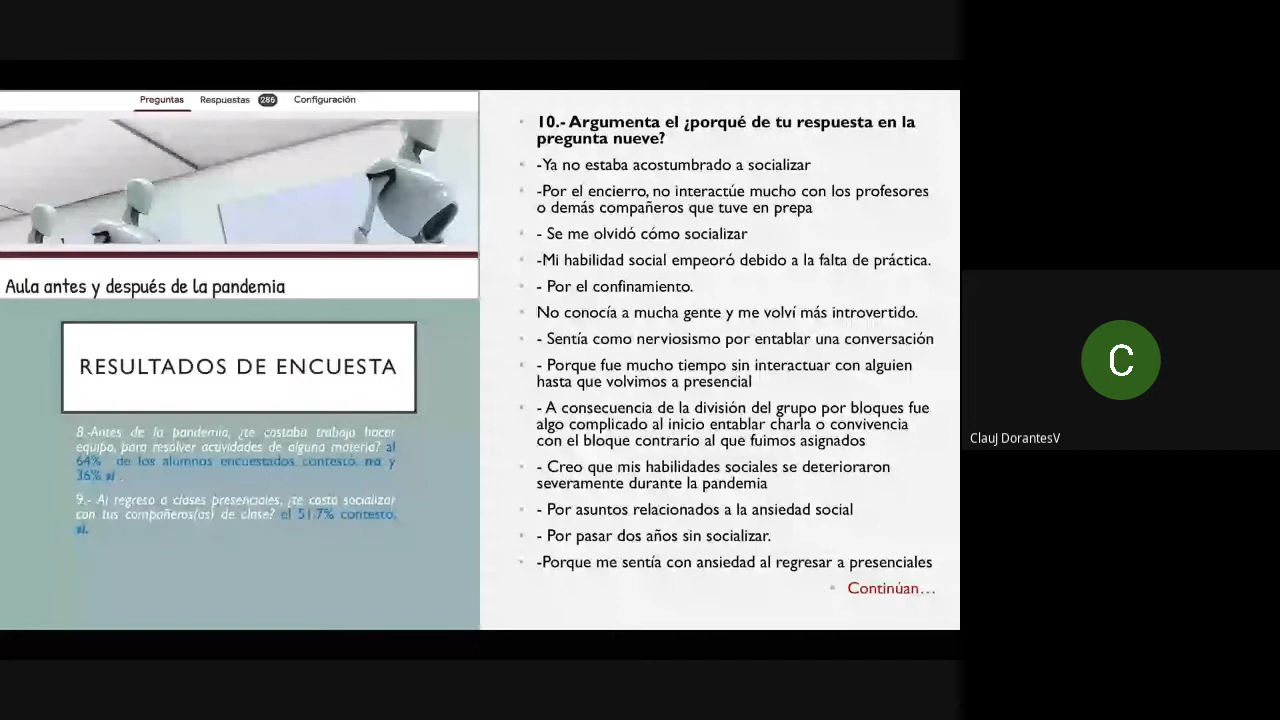 Preguntas Respuestas 286 Configuración
Aula antes y después de la pandemia
RESULTADOS DE ENCUESTA
8.-Antes de la pandemia, ¿te costaba trabajo hacer
equipo, para resolver actividades de alguna materia? al
64% de los alumnos encuestados contesto, no y
36% si .
9.- Al regreso a clases presenciales, ¿te costo socializar
con tus compañeros(as) de clase? el 51.7% contesto,
si.
10.- Argumenta el ¿porqué de tu respuesta en la
pregunta nueve?
-Ya no estaba acostumbrado a socializar
-Por el encierro, no interactúe mucho con los profesores
o demás compañeros que tuve en prepa
- Se me olvidó cómo socializar
-Mi habilidad social empeoró debido a la falta de práctica.
- Por el confinamiento.
No conocía a mucha gente y me volví más introvertido.
- Sentía como nerviosismo por entablar una conversación
- Porque fue mucho tiempo sin interactuar con alguien
hasta que volvimos a presencial
- A consecuencia de la división del grupo por bloques fue
algo complicado al inicio entablar charla o convivencia
con el bloque contrario al que fuimos asignados
- Creo que mis habilidades sociales se deterioraron
severamente durante la pandemia
- Por asuntos relacionados a la ansiedad social
- Por pasar dos años sin socializar.
-Porque me sentía con ansiedad al regresar a presenciales
Continúan…
C
ClauJ DorantesV